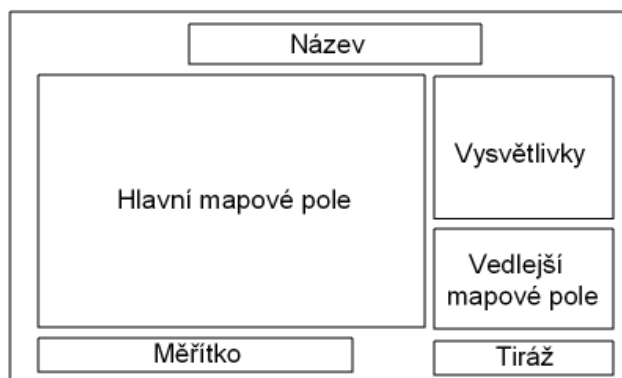 Název
Hlavní mapové pole
Vysvětlivky
Vedlejší
mapové pole
Měřítko
Tiráž